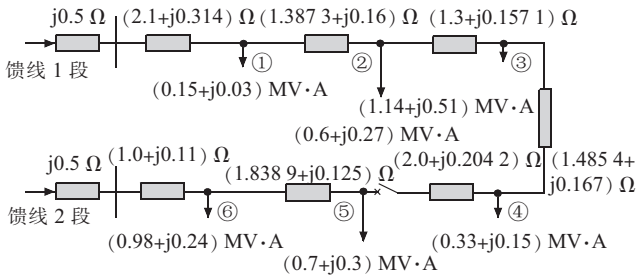 j0.5 Ω (2.1+j0.314) Ω (1.387 3+j0.16) Ω (1.3+j0.157 1) Ω
馈线 1 段 ① ② ③
(0.15+j0.03) MV·A
(1.14+j0.51) MV·A
(0.6+j0.27) MV·A
j0.5 Ω (1.0+j0.11) Ω (1.838 9+j0.125) Ω (2.0+j0.204 2) Ω (1.485 4+
j0.167) Ω
馈线 2 段 ⑥ ⑤ ④
(0.98+j0.24) MV·A (0.33+j0.15) MV·A
(0.7+j0.3) MV·A